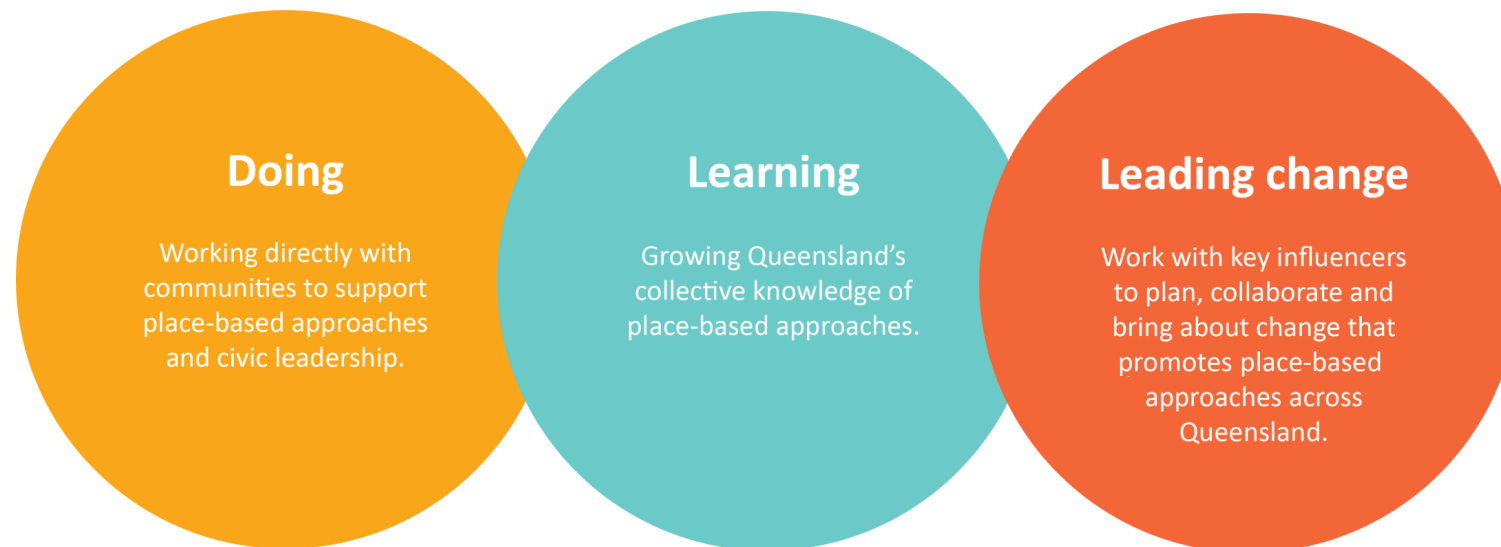 Doing
Working directly with
communities to support
place-based approaches
and civic leadership.
Learning
Growing Queensland’s
collective knowledge of
place-based approaches.
Leading change
Work with key influencers
to plan, collaborate and
bring about change that
promotes place-based
approaches across
Queensland.